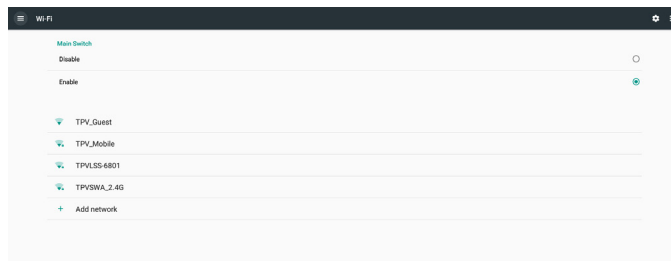 Wi-Fi
Main Switch
Disable
Enable
TPV_Guest
TPV_Mobile
TPVLSS-6801
TPVSWA_2.4G
Add network